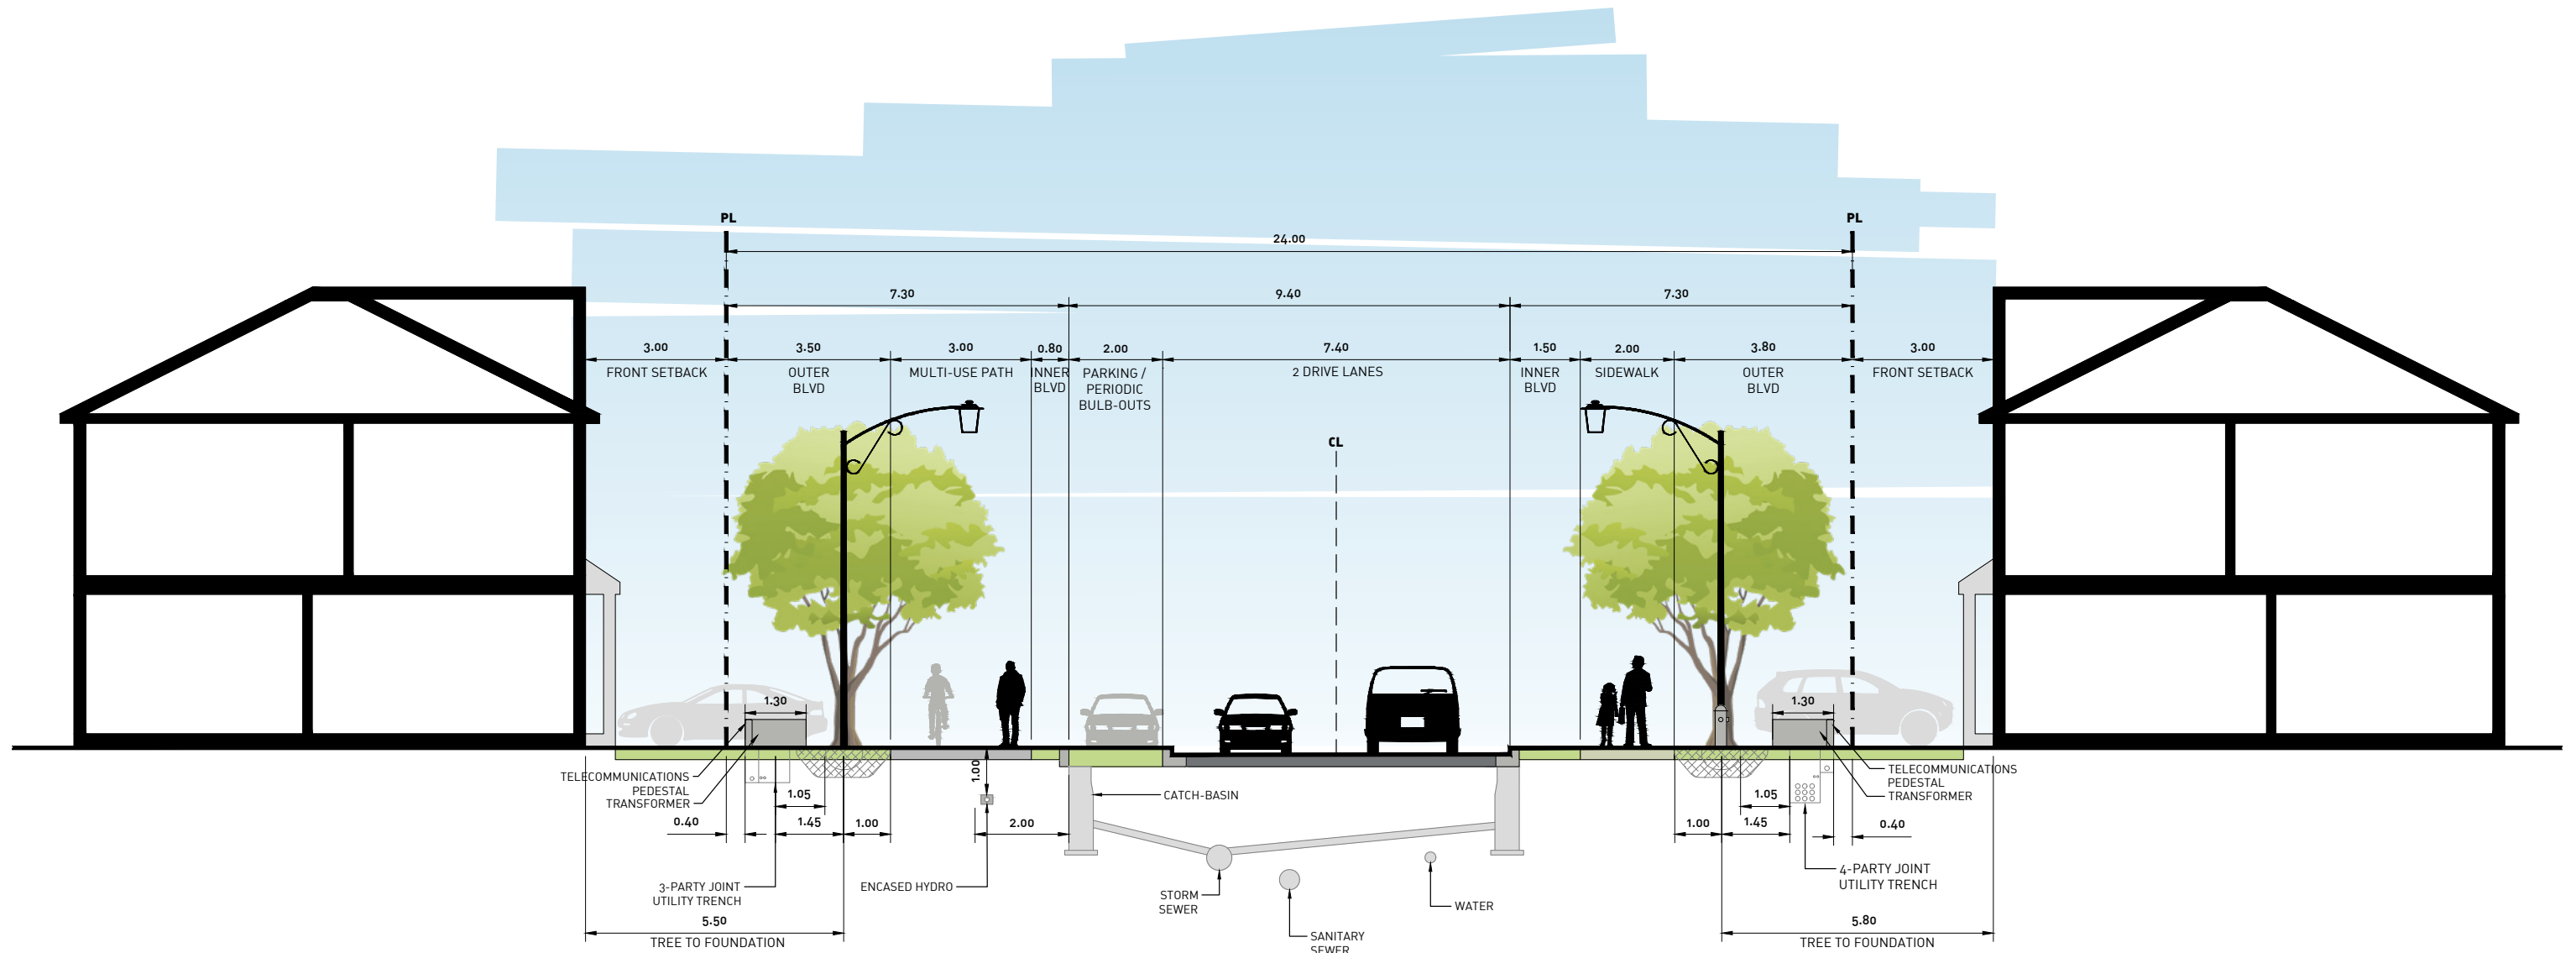 PL
PL
24.00
7.30
9.40
7.30
3.00
3.50
3.00
0.80
2.00
7.40
1.50
2.00
3.80
3.00
FRONT SETBACK
OUTER
BLVD
MULTI-USE PATH
INNER
BLVD
PARKING /
PERIODIC
BULB-OUTS
2 DRIVE LANES
INNER
BLVD
SIDEWALK
OUTER
BLVD
FRONT SETBACK
CL
1.30
1.30
TELECOMMUNICATIONS
PEDESTAL
TRANSFORMER
1.00
CATCH-BASIN
TELECOMMUNICATIONS
PEDESTAL
TRANSFORMER
1.05
1.05
0.40
1.45
1.00
2.00
1.00
1.45
0.40
3-PARTY JOINT
UTILITY TRENCH
ENCASED HYDRO
STORM
SEWER
WATER
4-PARTY JOINT
UTILITY TRENCH
SANITARY
SEWER
5.50
TREE TO FOUNDATION
5.80
TREE TO FOUNDATION